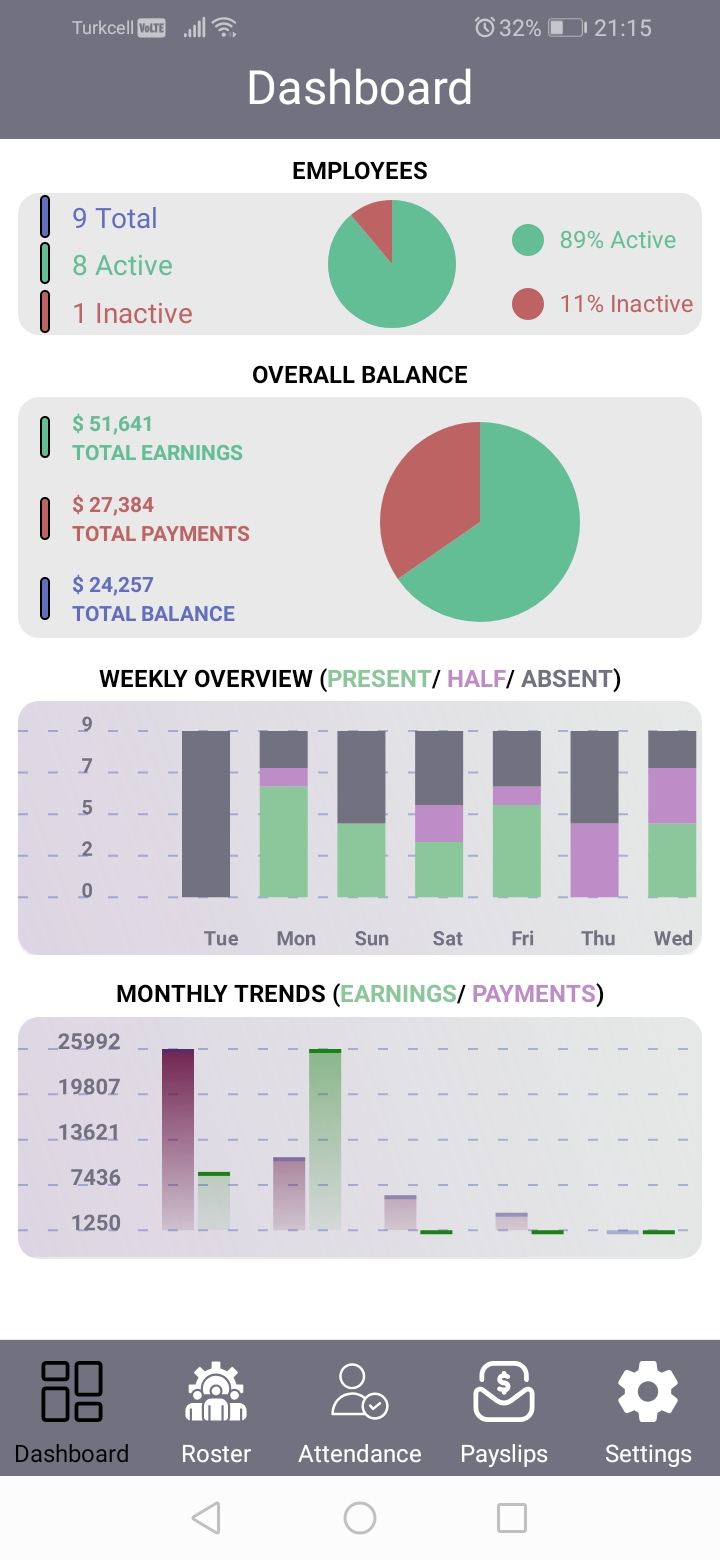 Turkcell VoLTE 32% 21:15
Dashboard
EMPLOYEES
9 Total
8 Active
1 Inactive
89% Active
11% Inactive
OVERALL BALANCE
$ 51,641
TOTAL EARNINGS
$ 27,384
TOTAL PAYMENTS
$ 24,257
TOTAL BALANCE
WEEKLY OVERVIEW (PRESENT/ HALF/ ABSENT)
9
7
5
2
0
Tue Mon Sun Sat Fri Thu Wed
MONTHLY TRENDS (EARNINGS/ PAYMENTS)
25992
19807
13621
7436
1250
$
Dashboard Roster Attendance Payslips Settings